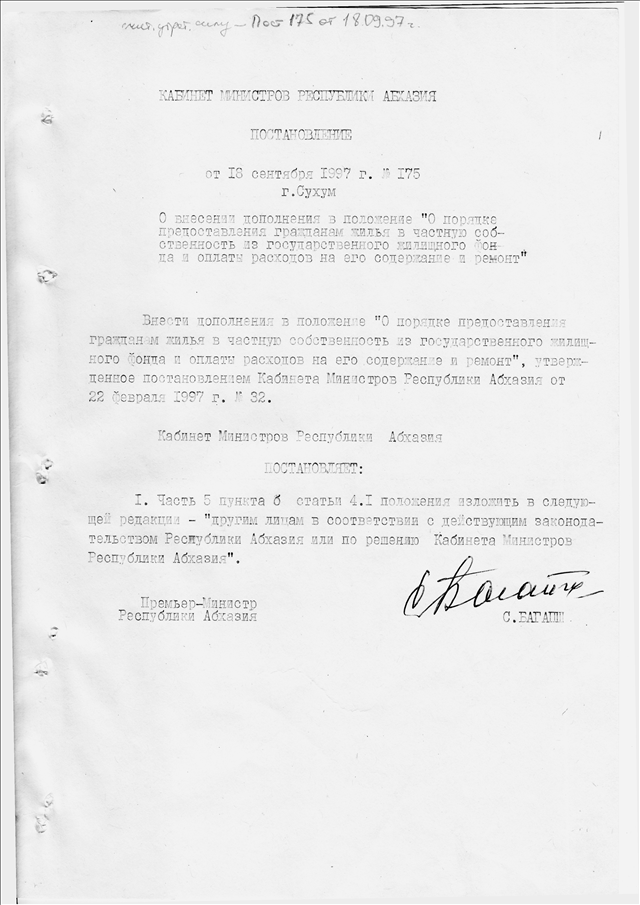 счит. утрат. силу – Пост 175 от 18.09.97 г.
КАБИНЕТ МИНИСТРОВ РЕСПУБЛИКИ АБХАЗИЯ
ПОСТАНОВЛЕНИЕ
от 18 сентября 1997 г. № 175
г.Сухум
О внесении дополнения в положение "О порядке
предоставления гражданам жилья в частную соб-
ственность из государственного жилищного фон-
да и оплаты расходов на его содержание и ремонт"
Внести дополнения в положение "О порядке предоставления
гражданам жилья в частную собственность из государственного жилищ-
ного фонда и оплаты расходов на его содержание и ремонт", утверж-
денное постановлением Кабинета Министров Республики Абхазия от
22 февраля 1997 г. № 32.
Кабинет Министров Республики Абхазия
ПОСТАНОВЛЯЕТ:
I. Часть 5 пункта б статьи 4.I положения изложить в следую-
щей редакции - "другим лицам в соответствии с действующим законода-
тельством Республики Абхазия или по решению Кабинета Министров
Республики Абхазия".
Премьер-Министр
Республики Абхазия
С.БАГАПШ